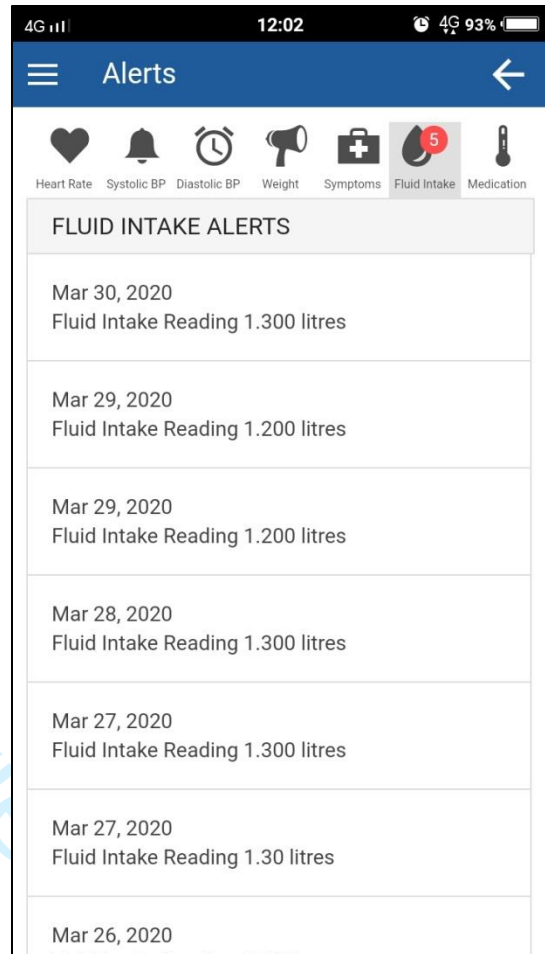 4G 12:02 4G 93%
Alerts
5
Heart Rate Systolic BP Diastolic BP Weight Symptoms Fluid Intake Medication
FLUID INTAKE ALERTS
Mar 30, 2020
Fluid Intake Reading 1.300 litres
Mar 29, 2020
Fluid Intake Reading 1.200 litres
Mar 29, 2020
Fluid Intake Reading 1.200 litres
Mar 28, 2020
Fluid Intake Reading 1.300 litres
Mar 27, 2020
Fluid Intake Reading 1.300 litres
Mar 27, 2020
Fluid Intake Reading 1.30 litres
Mar 26, 2020